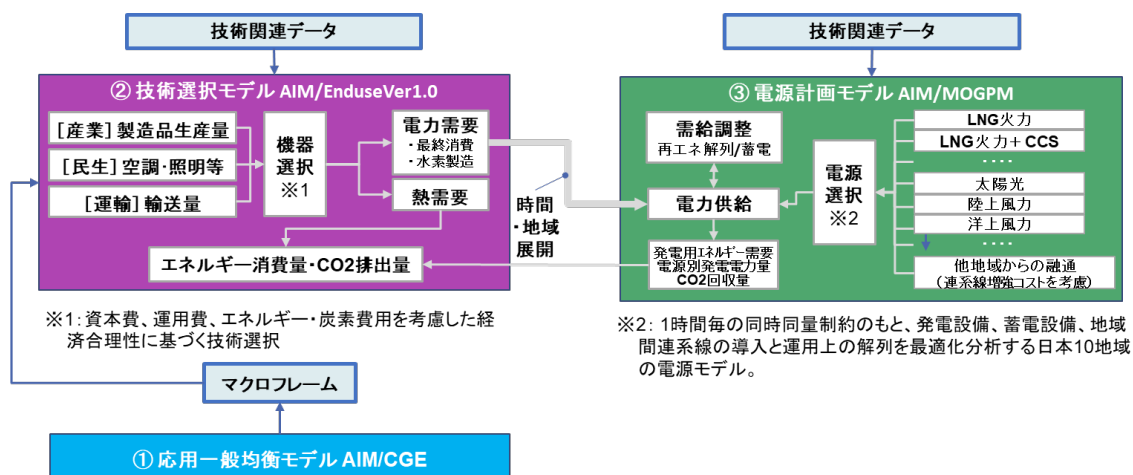 技術関連データ
技術関連データ
② 技術選択モデル AIM/EnduseVer1.0
[産業] 製造品生産量
[民生] 空調・照明等
[運輸] 輸送量
機器
選択
※1
電力需要
・最終消費
・水素製造
熱需要
エネルギー消費量・CO2排出量
時間
・地域
展開
③ 電源計画モデル AIM/MOGPM
需給調整
再エネ解列/蓄電
電力供給
発電用エネルギー需要
電源別発電電力量
CO2回収量
電源
選択
※2
LNG火力
LNG火力+CCS
・・・・
太陽光
陸上風力
洋上風力
・・・・
他地域からの融通
(連系線増強コストを考慮)
※1:資本費、運用費、エネルギー・炭素費用を考慮した経
済合理性に基づく技術選択
※2: 1時間毎の同時同量制約のもと、発電設備、蓄電設備、地域
間連系線の導入と運用上の解列を最適化分析する日本10地域
の電源モデル。
マクロフレーム
① 応用一般均衡モデル AIM/CGE